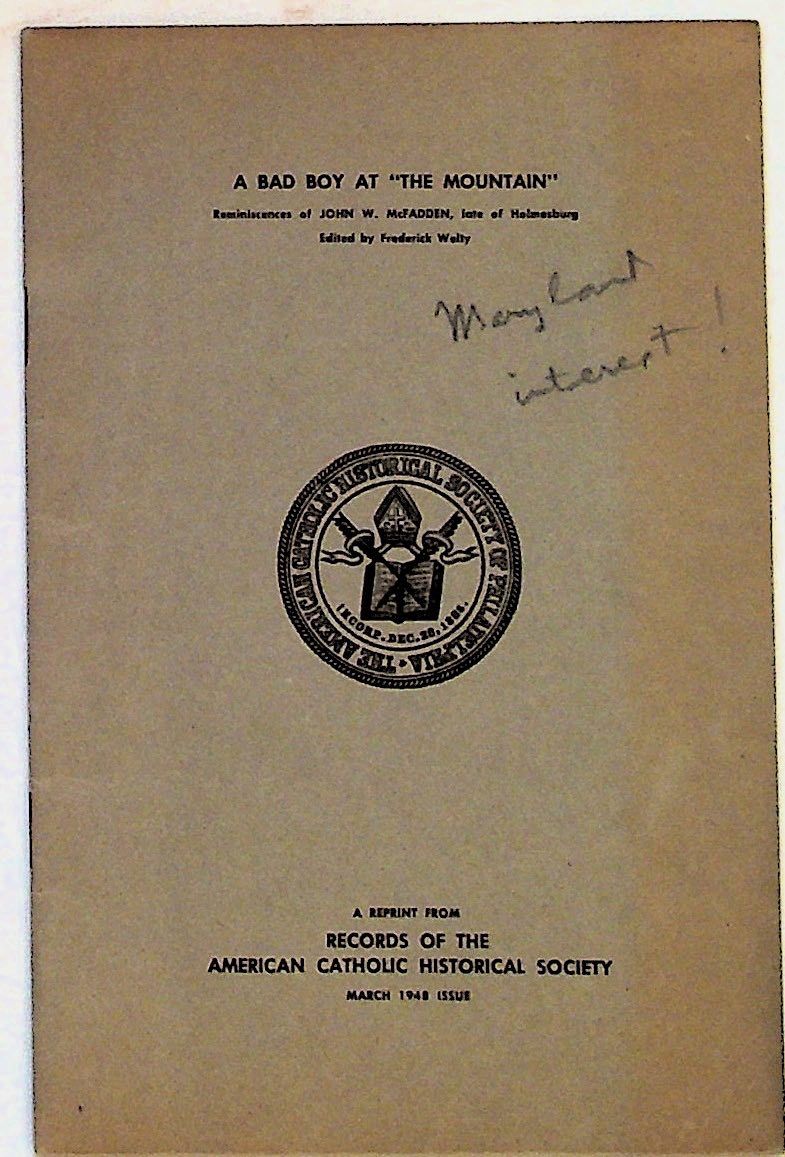 A BAD BOY AT "THE MOUNTAIN"
Reminiscences of JOHN W. McFADDEN, late of Holmesburg
Edited by Frederick Welty
Maryland
interest!
THE AMERICAN CATHOLIC HISTORICAL SOCIETY OF PHILADELPHIA
INCORP. DEC. 20,
A REPRINT FROM
RECORDS OF THE
AMERICAN CATHOLIC HISTORICAL SOCIETY
MARCH 1948 ISSUE